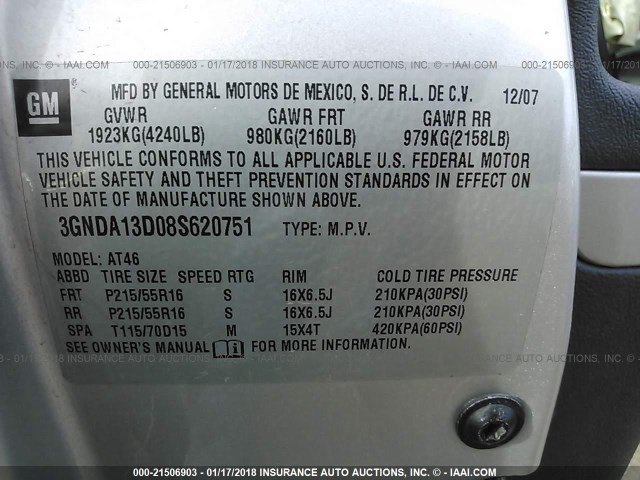 000-21506903 - 01/17/2018 - INSURANCE AUTO AUCTIONS INC. - © - IAAI.COM
GM
MFD BY GENERAL MOTORS DE MEXICO, S. DE R.L. DE C.V. 12/07
GVWR GAWR FRT GAWR RR
1923KG(4240LB) 980KG(2160LB) 979KG(2158LB)
THIS VEHICLE CONFORMS TO ALL APPLICABLE U.S. FEDERAL MOTOR
VEHICLE SAFETY AND THEFT PREVENTION STANDARDS IN EFFECT ON
THE DATE OF MANUFACTURE SHOWN ABOVE.
3GNDA13D08S620751 TYPE: M.P.V.
MODEL: AT46
ABBD TIRE SIZE SPEED RTG RIM COLD TIRE PRESSURE
FRT P215/55R16 S 16X6.5J 210KPA(30PSI)
RR P215/55R16 S 16X6.5J 210KPA(30PSI)
SPA T115/70D15 M 15X4T 420KPA(60PSI)
SEE OWNER'S MANUAL FOR MORE INFORMATION.
000-21506903 - 01/17/2018 - INSURANCE AUTO AUCTIONS INC. - © - IAAI.COM